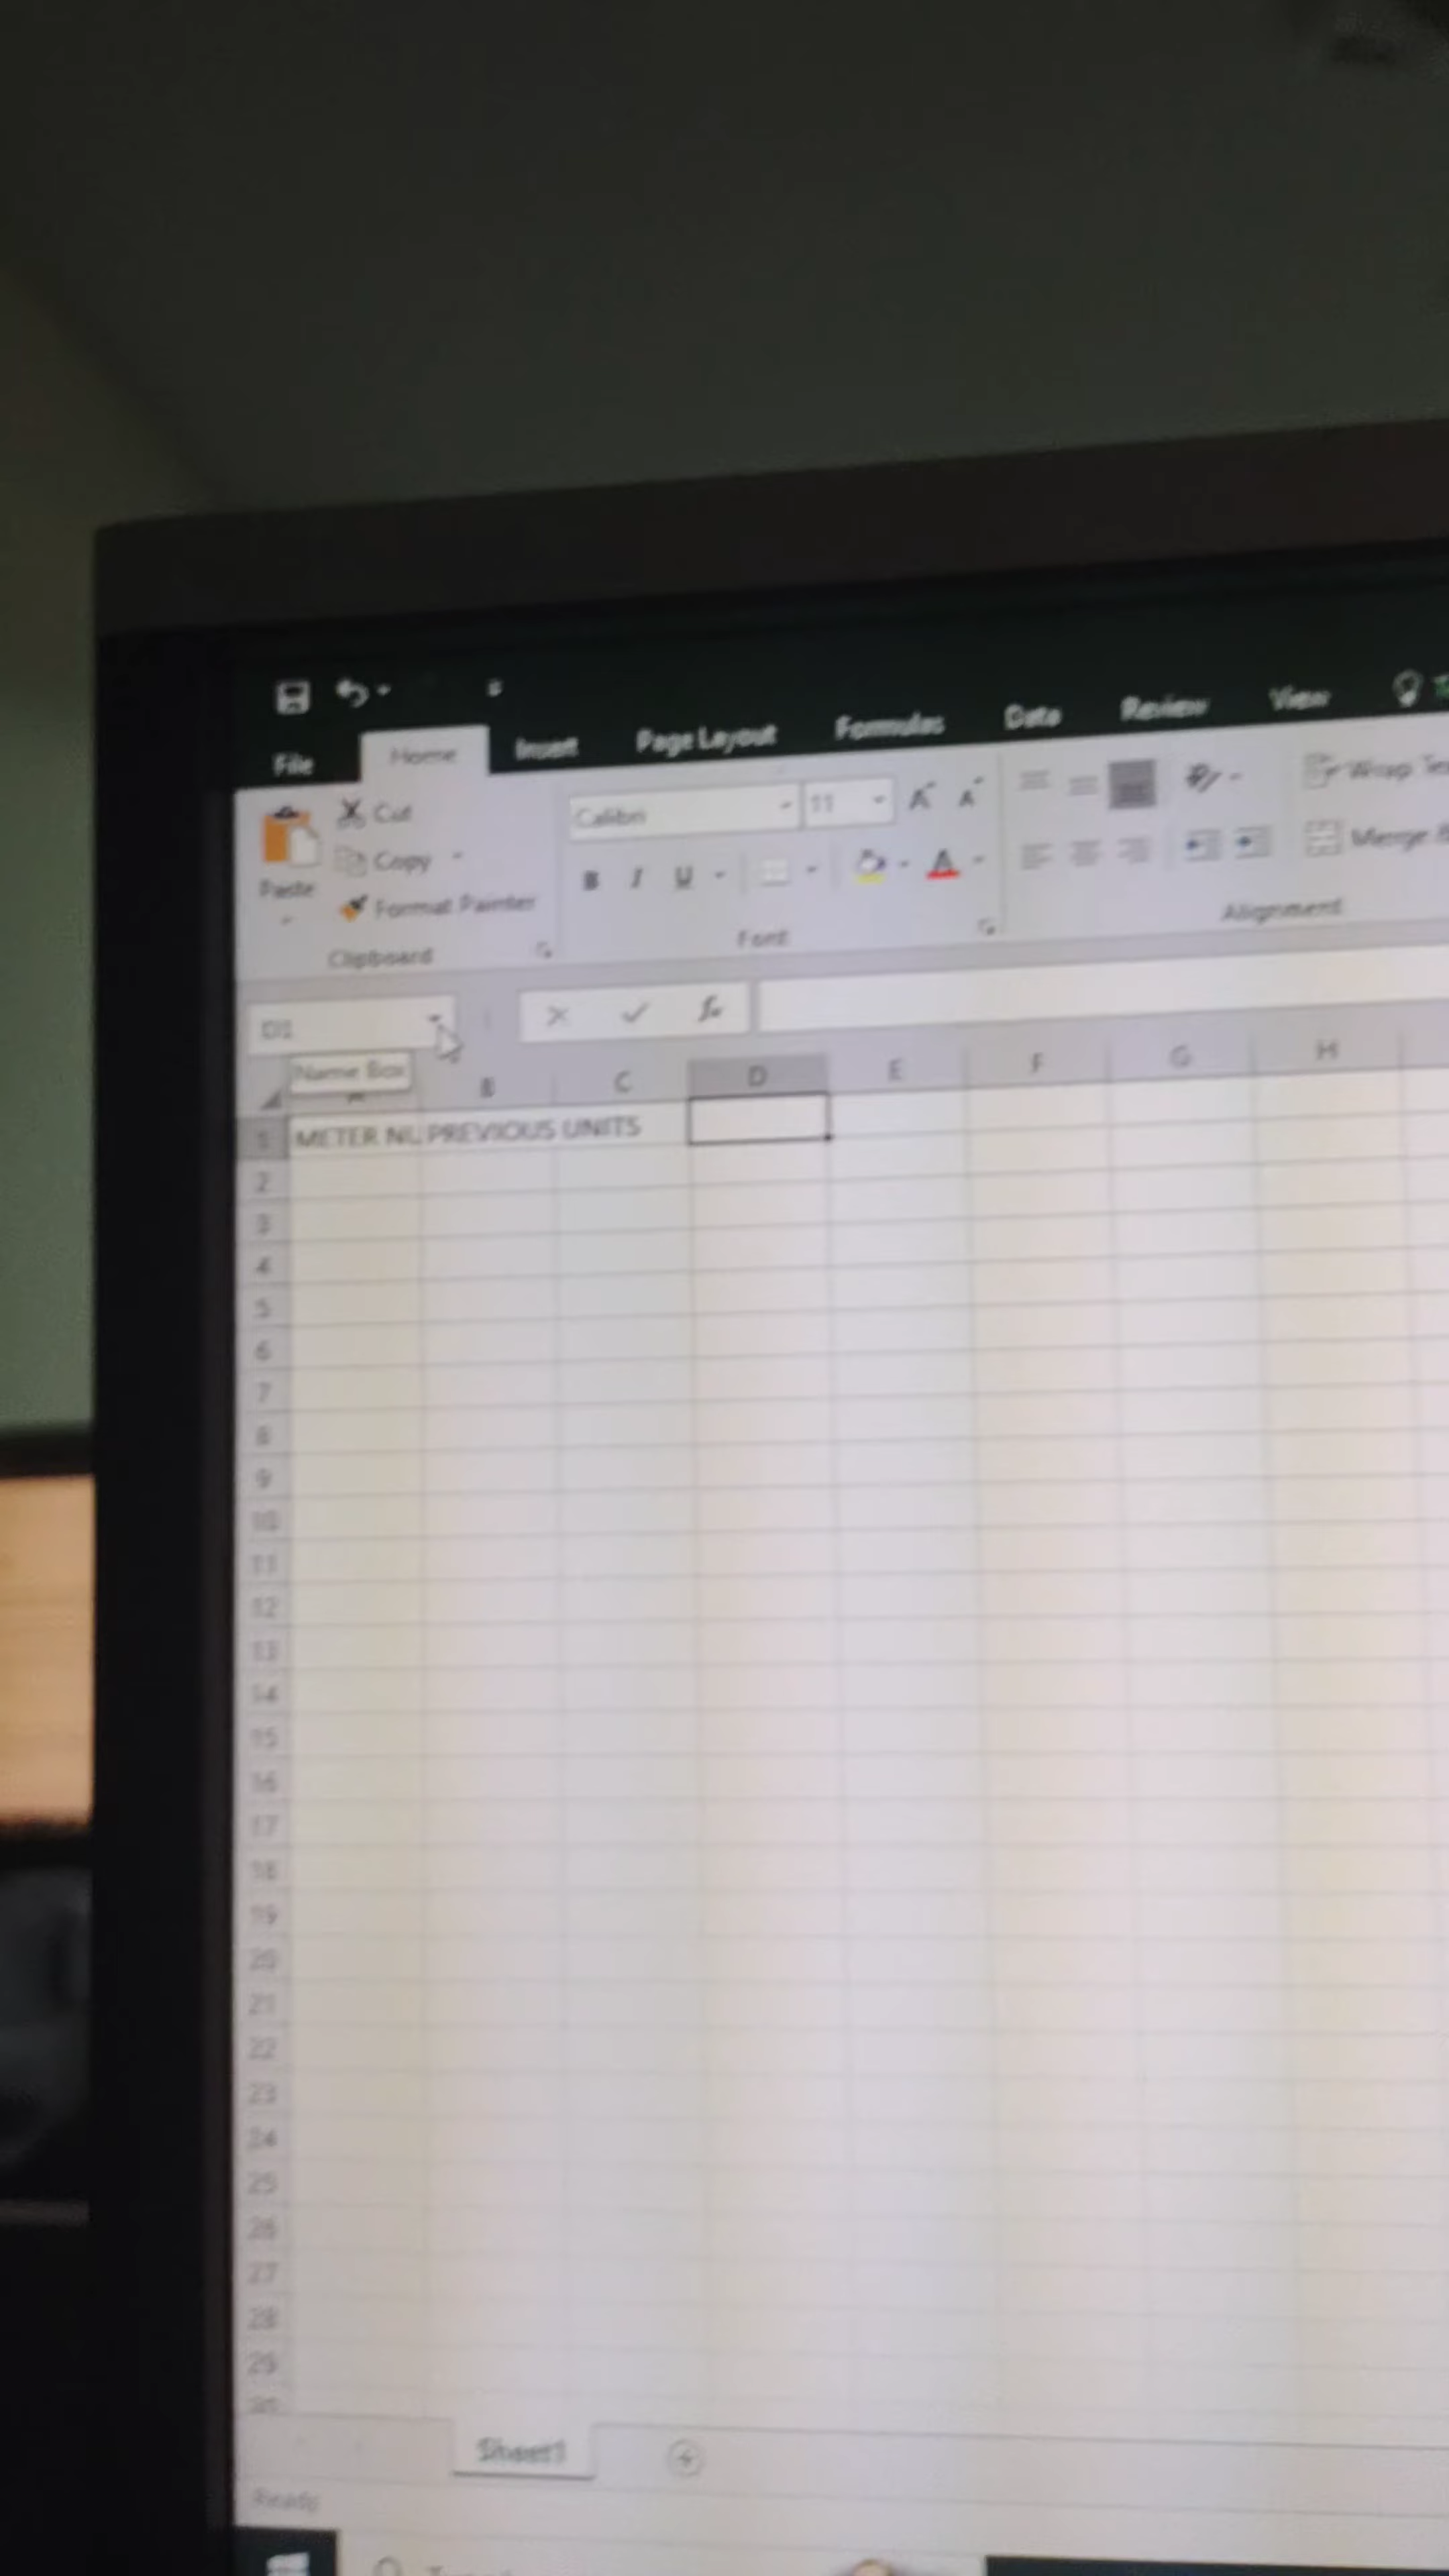 File Home Insert Page Layout Formulas Data Review View
Cut
Calibri 11
Wrap
Copy
Paste
B I U
Merge
Format Painter
Clipboard Font Alignment
D1
fx
Name Box
B C D E F G H
1 METER NU PREVIOUS UNITS
2
3
4
5
6
7
8
9
10
11
12
13
14
15
16
17
18
19
20
21
22
23
24
25
26
27
28
29
Sheet1
Ready